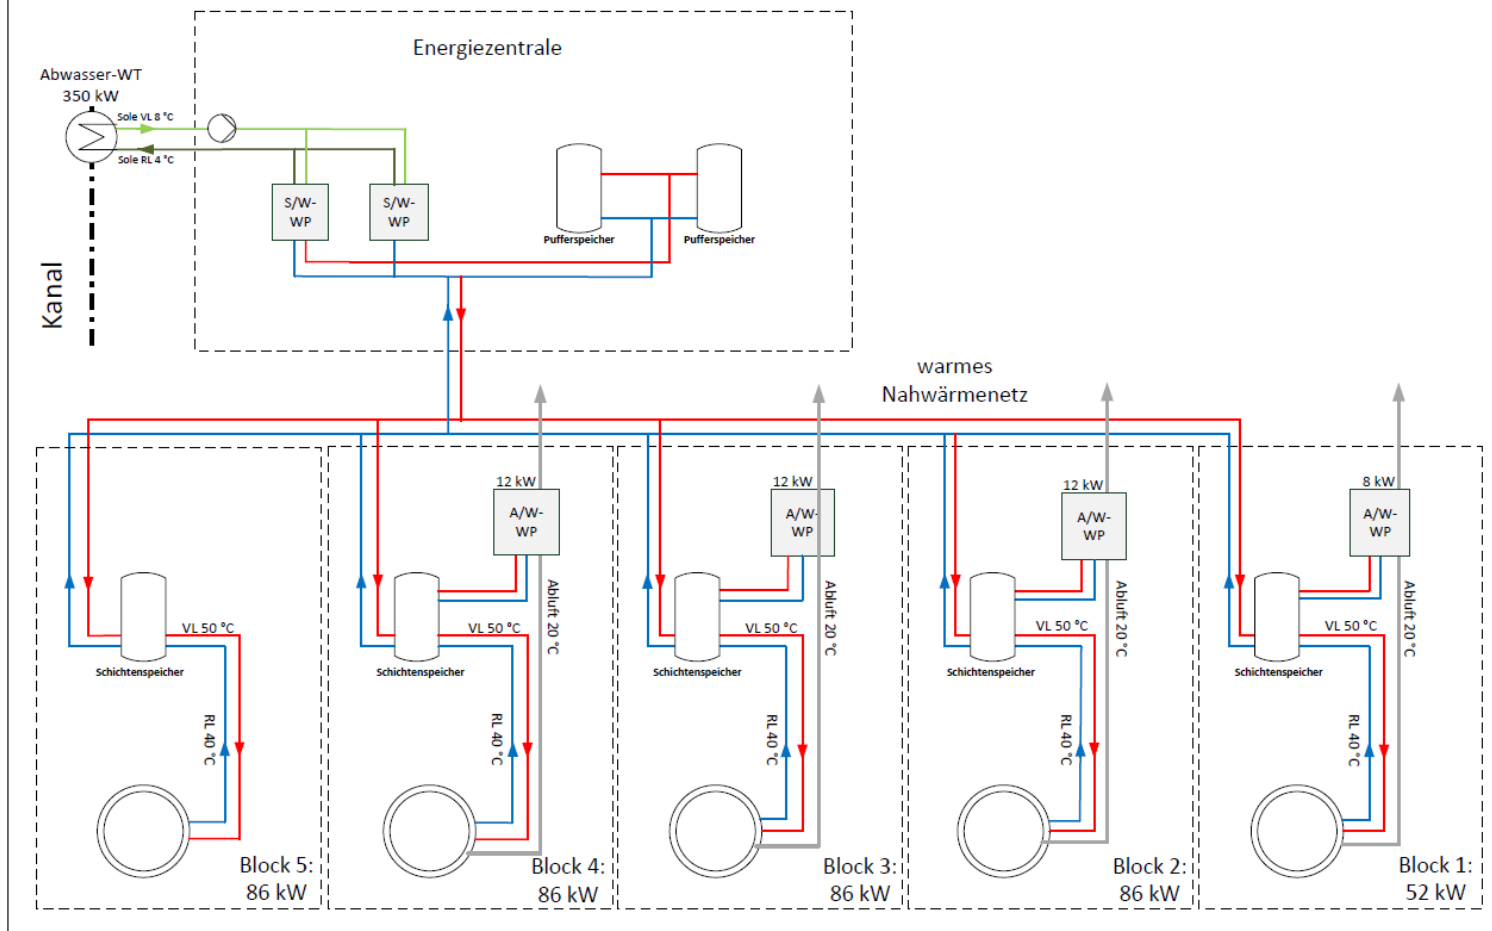 Energiezentrale
Abwasser-WT
350 kW
Sole VL 8 °C
Sole RL 4 °C
S/W-
WP
S/W-
WP
Pufferspeicher
Pufferspeicher
Kanal
warmes
Nahwärmenetz
VL 50 °C
Schichtenspeicher
RL 40 °C
Block 5:
86 kW
12 kW
A/W-
WP
Abluft 20 °C
VL 50 °C
Schichtenspeicher
RL 40 °C
Block 4:
86 kW
12 kW
A/W-
WP
Abluft 20 °C
VL 50 °C
Schichtenspeicher
RL 40 °C
Block 3:
86 kW
12 kW
A/W-
WP
Abluft 20 °C
VL 50 °C
Schichtenspeicher
RL 40 °C
Block 2:
86 kW
8 kW
A/W-
WP
Abluft 20 °C
VL 50 °C
Schichtenspeicher
RL 40 °C
Block 1:
52 kW